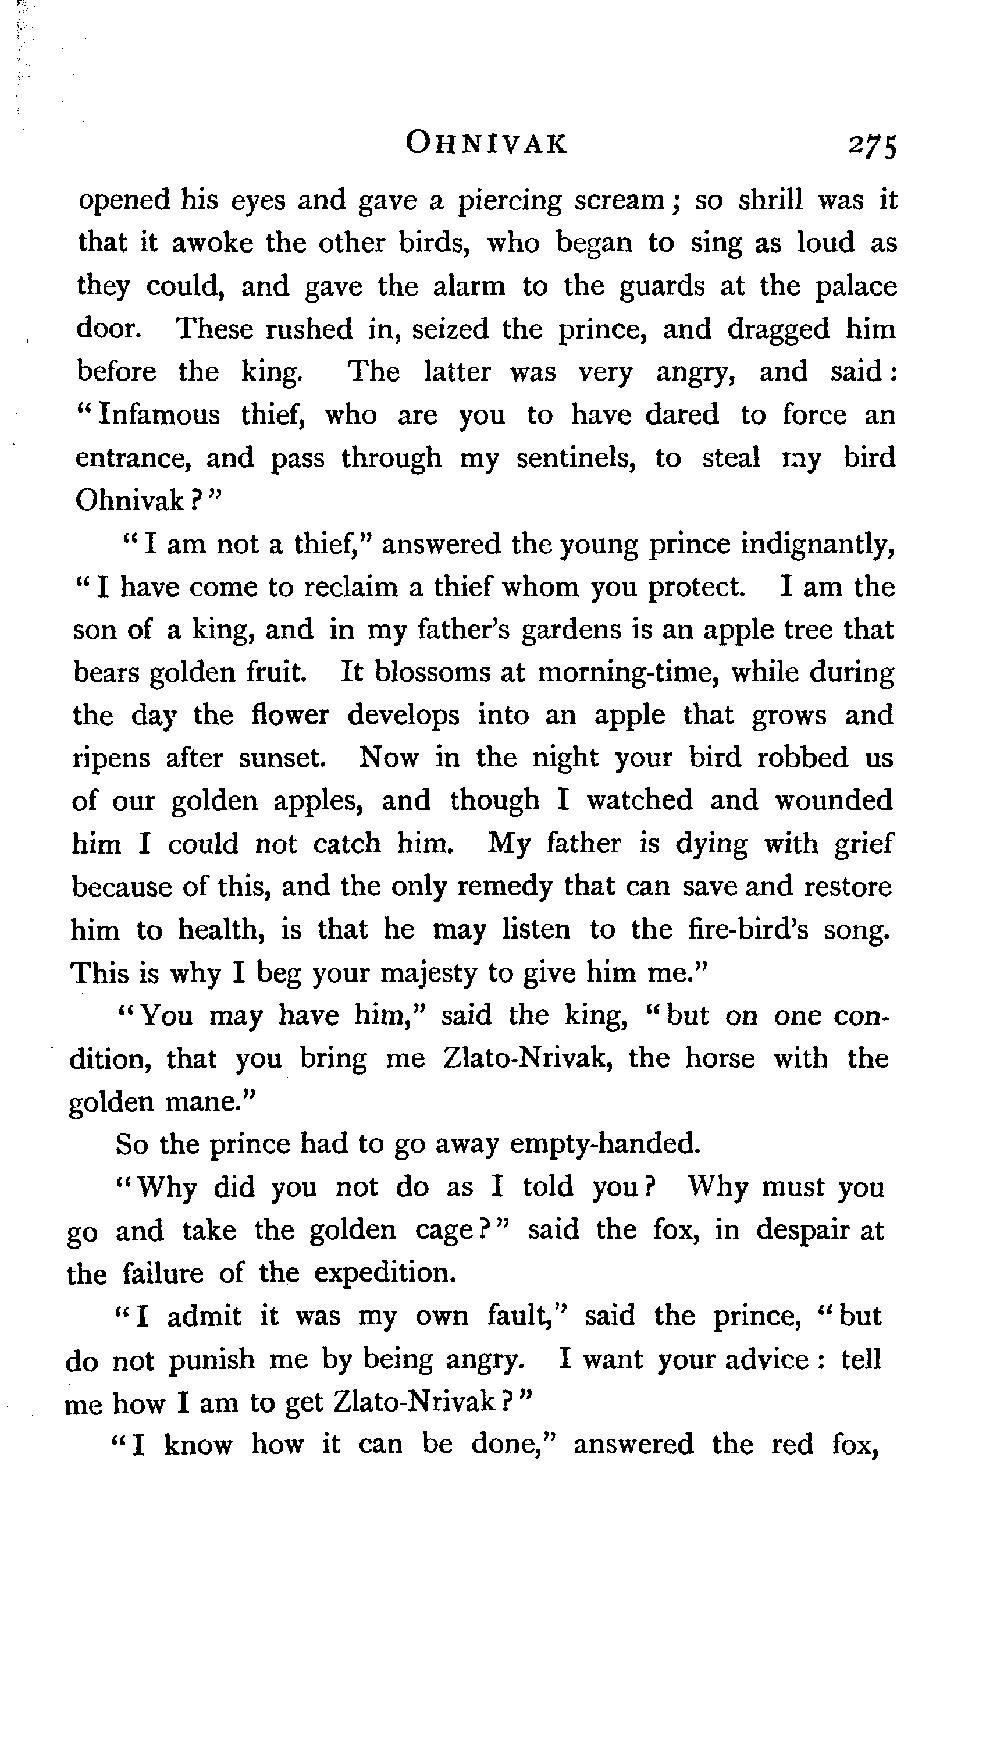 OHNIVAK 275
opened his eyes and gave a piercing scream; so shrill was it
that it awoke the other birds, who began to sing as loud as
they could, and gave the alarm to the guards at the palace
door. These rushed in, seized the prince, and dragged him
before the king. The latter was very angry, and said:
"Infamous thief, who are you to have dared to force an
entrance, and pass through my sentinels, to steal my bird
Ohnivak?"
"I am not a thief," answered the young prince indignantly,
"I have come to reclaim a thief whom you protect. I am the
son of a king, and in my father's gardens is an apple tree that
bears golden fruit. It blossoms at morning-time, while during
the day the flower develops into an apple that grows and
ripens after sunset. Now in the night your bird robbed us
of our golden apples, and though I watched and wounded
him I could not catch him. My father is dying with grief
because of this, and the only remedy that can save and restore
him to health, is that he may listen to the fire-bird's song.
This is why I beg your majesty to give him me."
"You may have him," said the king, "but on one con-
dition, that you bring me Zlato-Nrivak, the horse with the
golden mane."
So the prince had to go away empty-handed.
"Why did you not do as I told you? Why must you
go and take the golden cage?" said the fox, in despair at
the failure of the expedition.
"I admit it was my own fault," said the prince, "but
do not punish me by being angry. I want your advice: tell
me how I am to get Zlato-Nrivak?"
"I know how it can be done," answered the red fox,